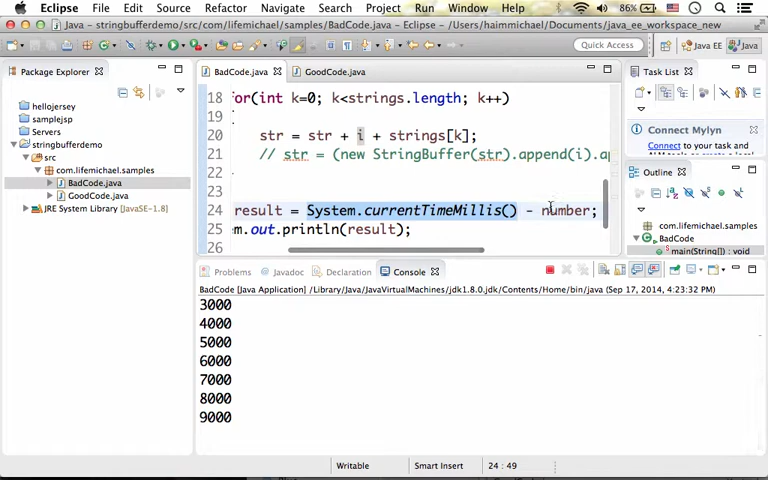 Eclipse File Edit Source Refactor Navigate Search Project Run Window Help 86%
Java – stringbufferdemo/src/com/lifemichael/samples/BadCode.java – Eclipse – /Users/haimmichael/Documents/java_ee_workspace_new
Quick Access Java EE Java
Package Explorer
hellojersey
samplejsp
Servers
stringbufferdemo
src
com.lifemichael.samples
BadCode.java
GoodCode.java
JRE System Library [JavaSE-1.8]
BadCode.java GoodCode.java
18 for(int k=0; k<strings.length; k++)
19
20 str = str + i + strings[k];
21 // str = (new StringBuffer(str).append(i).ap
22
23
24 result = System.currentTimeMillis() - number;
25 em.out.println(result);
26
Task List
Connect Mylyn
Connect to your task and
Outline
com.lifemichael.samples
BadCode
main(String[]) : void
Problems Javadoc Declaration Console
BadCode [Java Application] /Library/Java/JavaVirtualMachines/jdk1.8.0.jdk/Contents/Home/bin/java (Sep 17, 2014, 4:23:32 PM)
3000
4000
5000
6000
7000
8000
9000
Writable Smart Insert 24 : 49